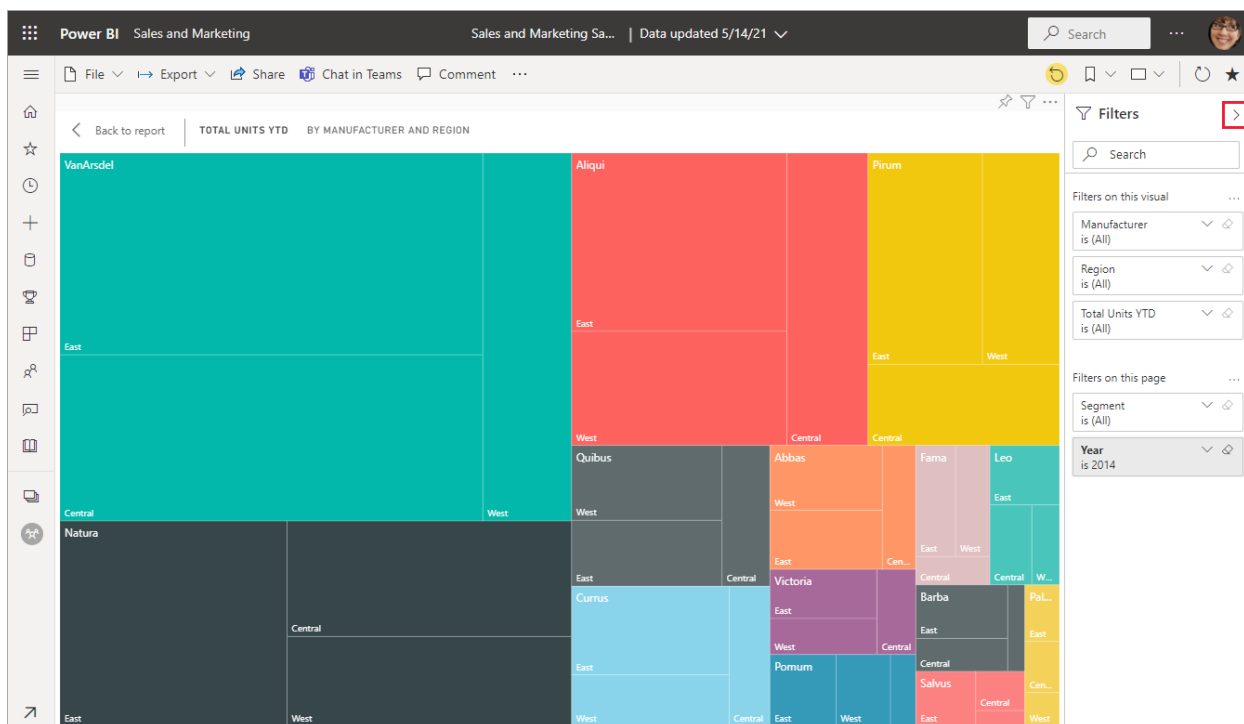 Power BI Sales and Marketing Sales and Marketing Sa... | Data updated 5/14/21 Search ...
File Export Share Chat in Teams Comment ...
Back to report TOTAL UNITS YTD BY MANUFACTURER AND REGION
VanArsdel
East
Central
West
Natura
East
Central
West
Aliqui
East
West
Central
Pirum
East
West
Central
Quibus
West
East
Central
Currus
East
West
Central
Abbas
West
East
Cen...
Victoria
East
West
Central
Pomum
East
West
Fama
East
West
Central
Leo
East
Central
W...
Barba
East
Central
Pal...
East
Cen...
West
Salvus
East
Central
Filters
Search
Filters on this visual ...
Manufacturer
is (All)
Region
is (All)
Total Units YTD
is (All)
Filters on this page ...
Segment
is (All)
Year
is 2014